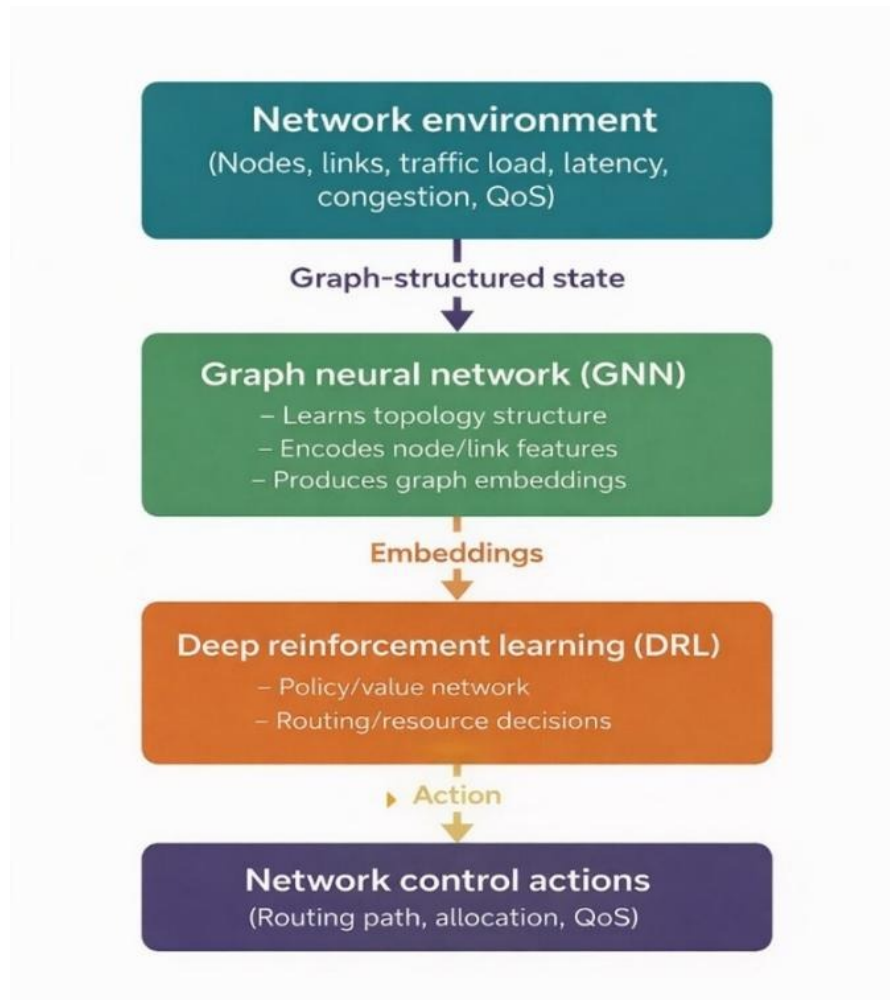 Network environment
(Nodes, links, traffic load, latency,
congestion, QoS)
Graph-structured state
Graph neural network (GNN)
– Learns topology structure
– Encodes node/link features
– Produces graph embeddings
Embeddings
Deep reinforcement learning (DRL)
– Policy/value network
– Routing/resource decisions
Action
Network control actions
(Routing path, allocation, QoS)